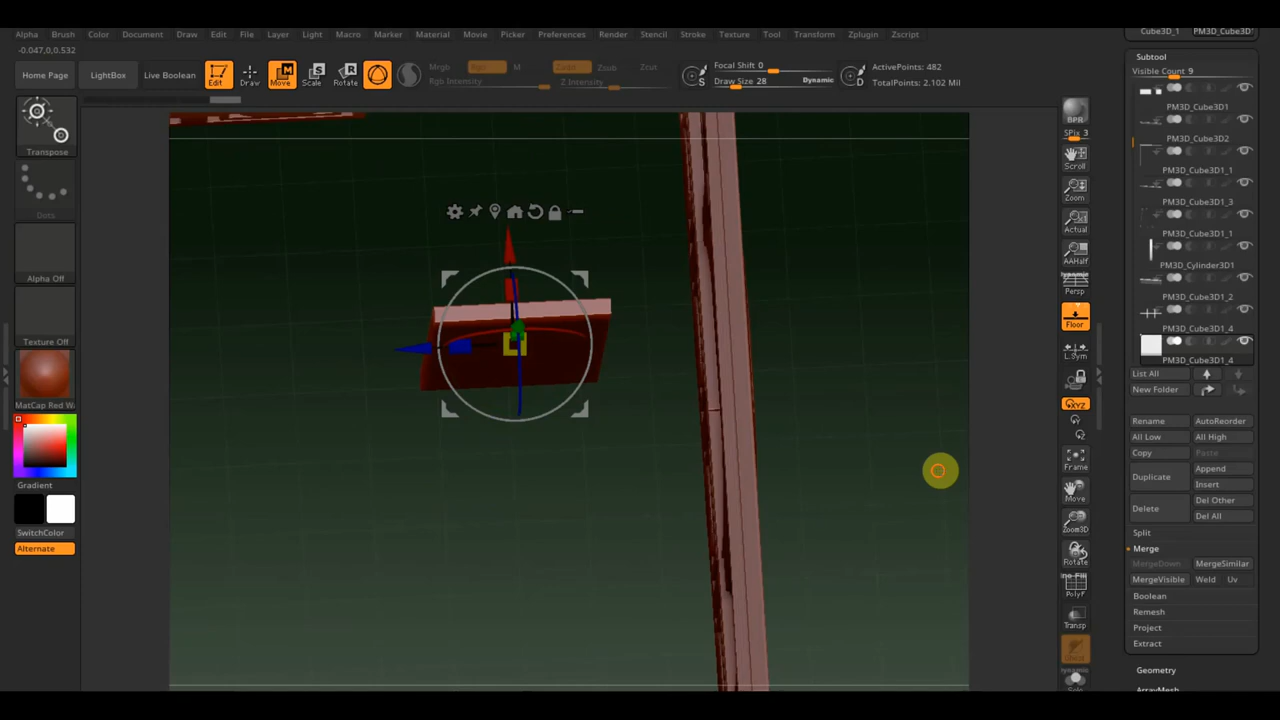 Alpha Brush Color Document Draw Edit File Layer Light Macro Marker Material Movie Picker Preferences Render Stencil Stroke Texture Tool Transform Zplugin Zscript
-0.047,0,0.532
Home Page LightBox Live Boolean Edit Draw Move Scale Rotate
Mrgb Rgb M
Rgb Intensity
Zadd Zsub Zcut
Z Intensity
S
Focal Shift 0
Draw Size 28 Dynamic
D
ActivePoints: 482
TotalPoints: 2.102 Mil
Transpose
Dots
Alpha Off
Texture Off
MatCap Red Wa
Gradient
SwitchColor
Alternate
BPR
SPix 3
Scroll
Zoom
Actual
AAHalf
Dynamic
Persp
Floor
L.Sym
XYZ
Frame
Move
Zoom3D
Rotate
Line Fill
PolyF
Transp
Ghost
Dynamic
Solo
Cube3D_1 PM3D_Cube3D
Subtool
Visible Count 9
PM3D_Cube3D1
PM3D_Cube3D2
PM3D_Cube3D1_1
PM3D_Cube3D1_3
PM3D_Cube3D1_1
PM3D_Cylinder3D1
PM3D_Cube3D1_2
PM3D_Cube3D1_4
PM3D_Cube3D1_4
List All
New Folder
Rename AutoReorder
All Low All High
Copy Paste
Duplicate Append
Insert
Delete Del Other
Del All
Split
Merge
MergeDown MergeSimilar
MergeVisible Weld Uv
Boolean
Remesh
Project
Extract
Geometry
ArrayMesh